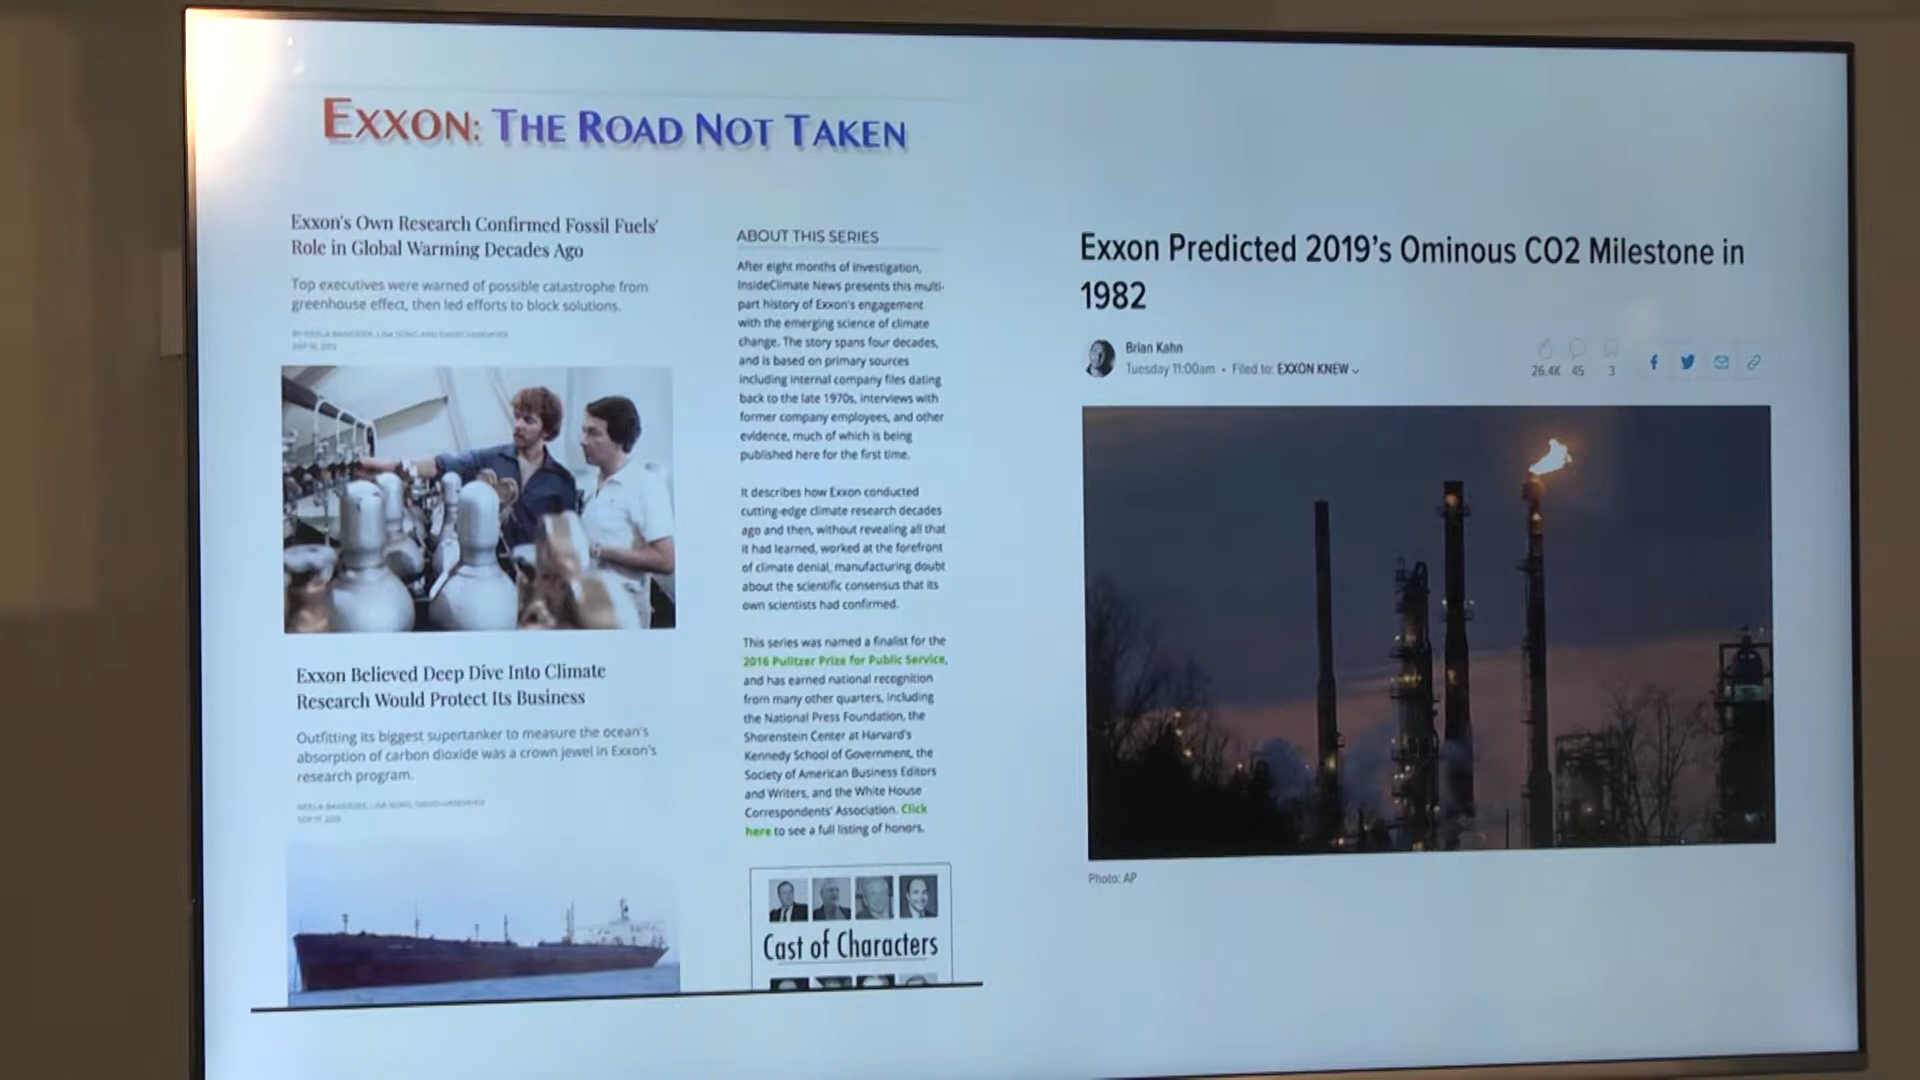 EXXON: THE ROAD NOT TAKEN
Exxon's Own Research Confirmed Fossil Fuels'
Role in Global Warming Decades Ago
Top executives were warned of possible catastrophe from
greenhouse effect, then led efforts to block solutions.
Exxon Believed Deep Dive Into Climate
Research Would Protect Its Business
Outfitting its biggest supertanker to measure the ocean's
absorption of carbon dioxide was a crown jewel in Exxon's
research program.
ABOUT THIS SERIES
After eight months of investigation,
InsideClimate News presents this multi-
part history of Exxon's engagement
with the emerging science of climate
change. The story spans four decades,
and is based on primary sources
including internal company files dating
back to the late 1970s, interviews with
former company employees, and other
evidence, much of which is being
published here for the first time.
It describes how Exxon conducted
cutting-edge climate research decades
ago and then, without revealing all that
it had learned, worked at the forefront
of climate denial, manufacturing doubt
about the scientific consensus that its
own scientists had confirmed.
This series was named a finalist for the
2016 Pulitzer Prize for Public Service,
and has earned national recognition
from many other quarters, including
the National Press Foundation, the
Shorenstein Center at Harvard's
Kennedy School of Government, the
Society of American Business Editors
and Writers, and the White House
Correspondents' Association. Click
here to see a full listing of honors.
Cast of Characters
Exxon Predicted 2019's Ominous CO2 Milestone in
1982
Brian Kahn
Tuesday 11:00am • Filed to: EXXON KNEW
26.4K 45 3
Photo: AP